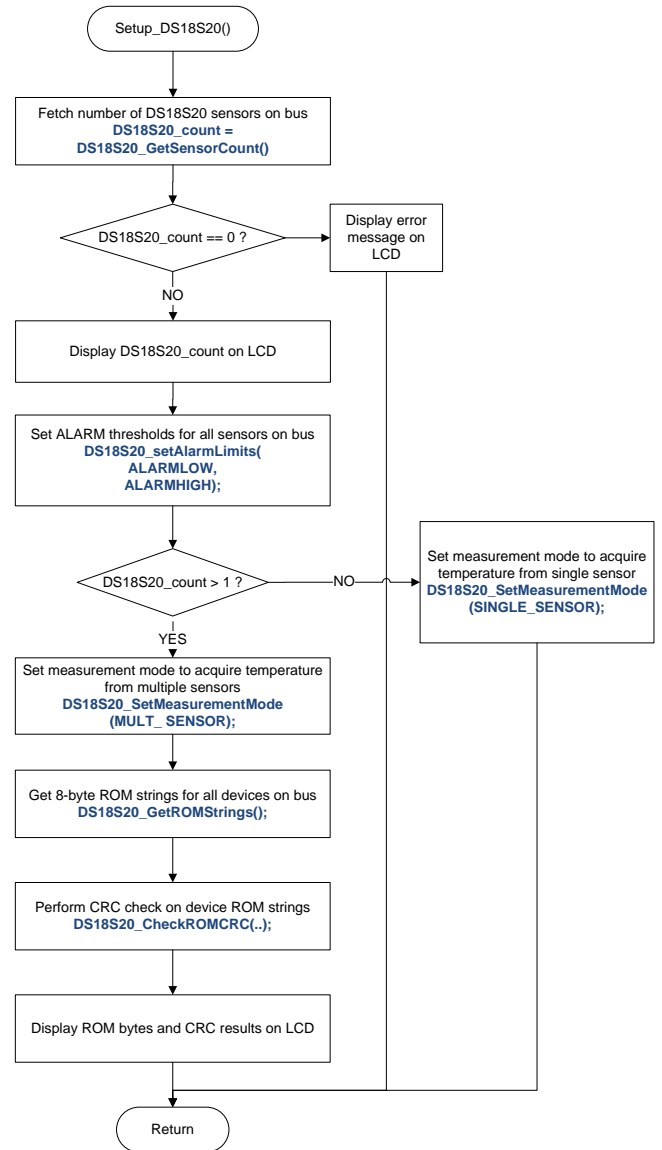 Setup_DS18S20()
Fetch number of DS18S20 sensors on bus
DS18S20_count =
DS18S20_GetSensorCount()
DS18S20_count == 0 ?
Display error
message on
LCD
NO
Display DS18S20_count on LCD
Set ALARM thresholds for all sensors on bus
DS18S20_setAlarmLimits(
ALARMLOW,
ALARMHIGH);
DS18S20_count > 1 ?
NO
Set measurement mode to acquire
temperature from single sensor
DS18S20_SetMeasurementMode
(SINGLE_SENSOR);
YES
Set measurement mode to acquire temperature
from multiple sensors
DS18S20_SetMeasurementMode
(MULT_ SENSOR);
Get 8-byte ROM strings for all devices on bus
DS18S20_GetROMStrings();
Perform CRC check on device ROM strings
DS18S20_CheckROMCRC(..);
Display ROM bytes and CRC results on LCD
Return